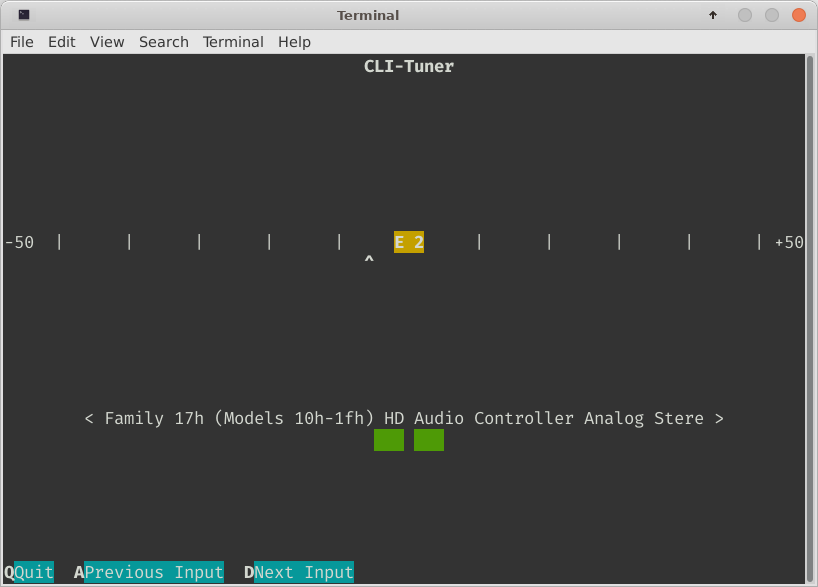 Terminal
File Edit View Search Terminal Help
CLI-Tuner
-50 | | | | | E 2 | | | | | +50
^
< Family 17h (Models 10h-1fh) HD Audio Controller Analog Stere >
QQuit APrevious Input DNext Input